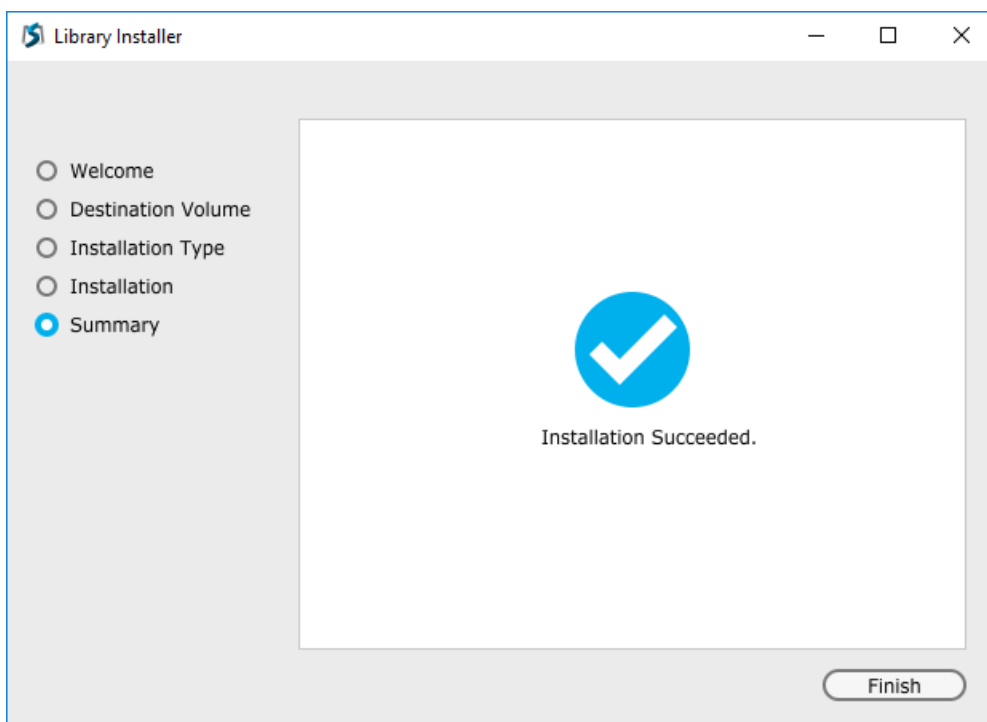 Library Installer
Welcome
Destination Volume
Installation Type
Installation
Summary
Installation Succeeded.
Finish